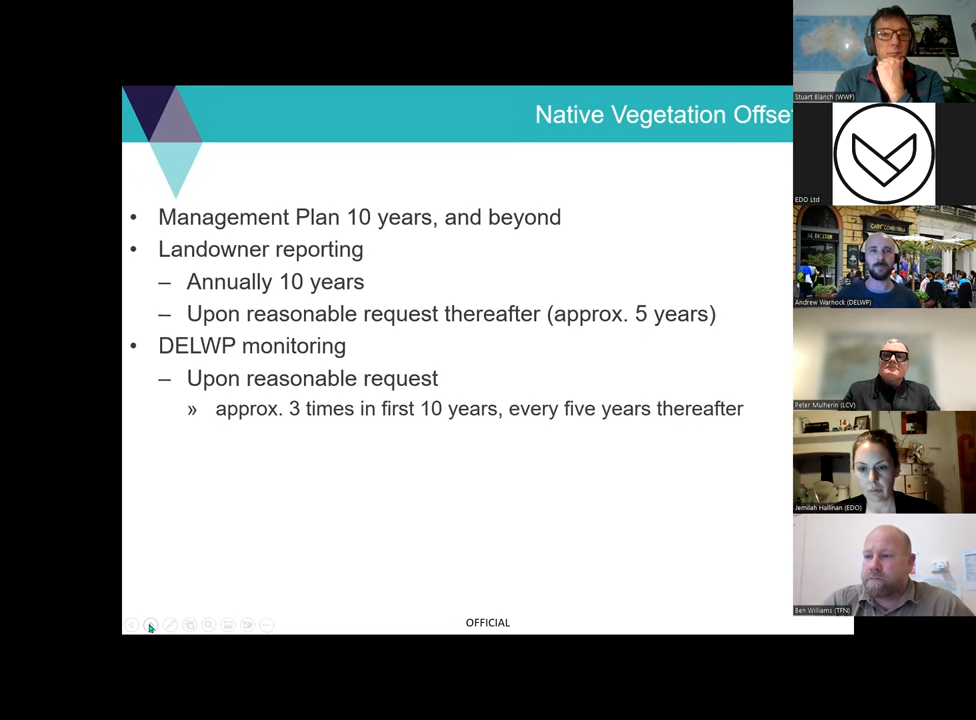 Native Vegetation Offse
• Management Plan 10 years, and beyond
• Landowner reporting
– Annually 10 years
– Upon reasonable request thereafter (approx. 5 years)
• DELWP monitoring
– Upon reasonable request
» approx. 3 times in first 10 years, every five years thereafter
OFFICIAL
Stuart Blanch (WWF)
EDO Ltd
AL BICERIN
Andrew Warnock (DELWP)
Peter Mulherin (LCV)
Jemilah Hallinan (EDO)
Ben Williams (TFN)